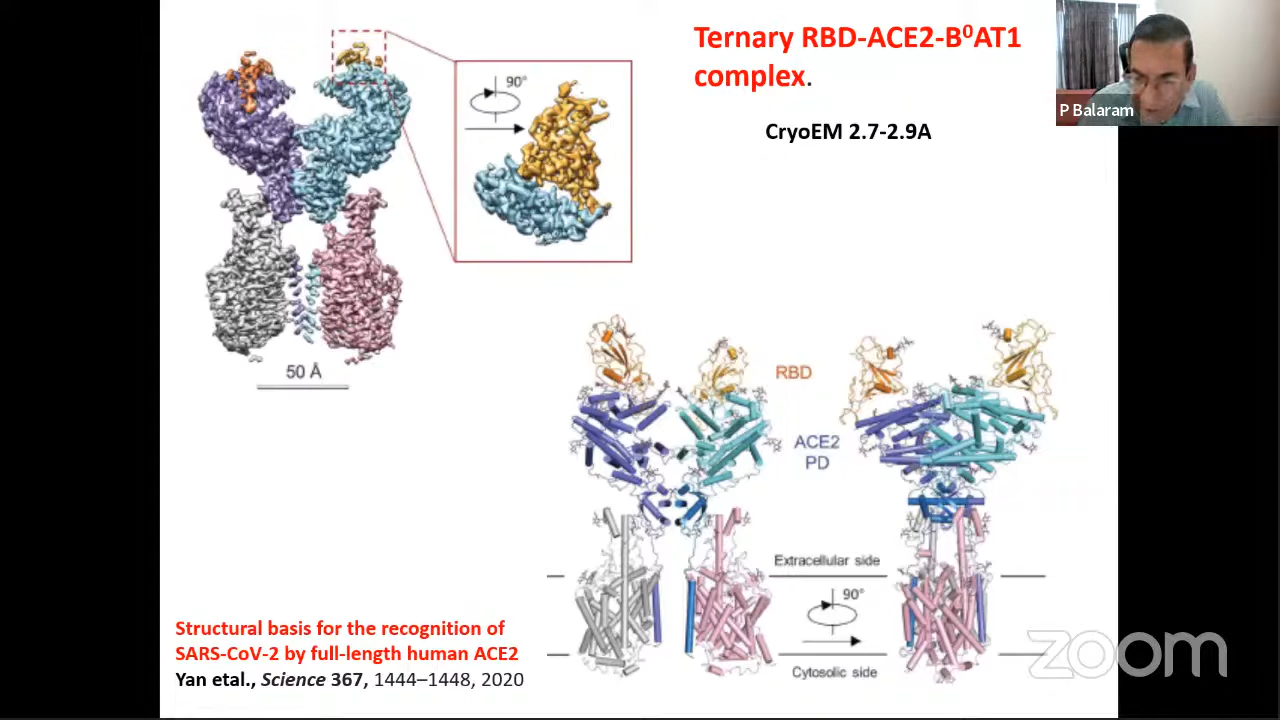 Ternary RBD-ACE2-B⁰AT1
complex.
P Balaram
CryoEM 2.7-2.9A
90°
50 Å
RBD
ACE2
PD
Extracellular side
90°
Cytosolic side
Structural basis for the recognition of
SARS-CoV-2 by full-length human ACE2
Yan etal., Science 367, 1444–1448, 2020
zoom